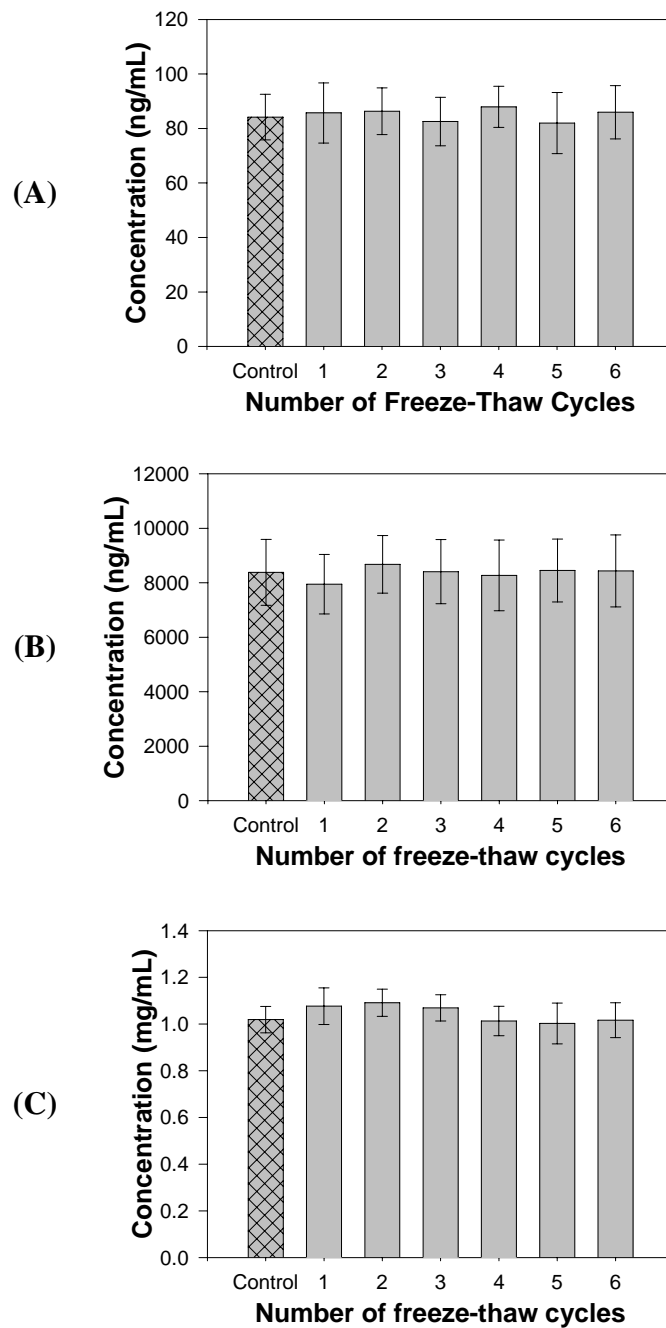 (A)
Concentration (ng/mL)
120
100
80
60
40
20
0
Control 1 2 3 4 5 6
Number of Freeze-Thaw Cycles
(B)
Concentration (ng/mL)
12000
10000
8000
6000
4000
2000
0
Control 1 2 3 4 5 6
Number of freeze-thaw cycles
(C)
Concentration (mg/mL)
1.4
1.2
1.0
0.8
0.6
0.4
0.2
0.0
Control 1 2 3 4 5 6
Number of freeze-thaw cycles